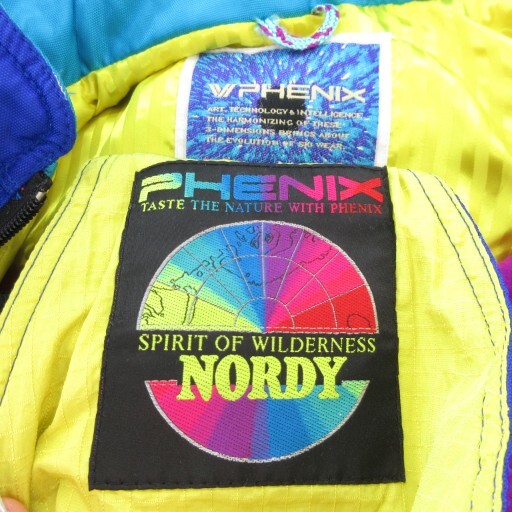 PHENIX
ART, TECHNOLOGY & INTELLIGENCE
THE HARMONIZING OF THESE
3-DIMENSIONS BRINGS ABOUT
THE EVOLUTION OF SKI WEAR.
PHENIX
TASTE THE NATURE WITH PHENIX
SPIRIT OF WILDERNESS
NORDY